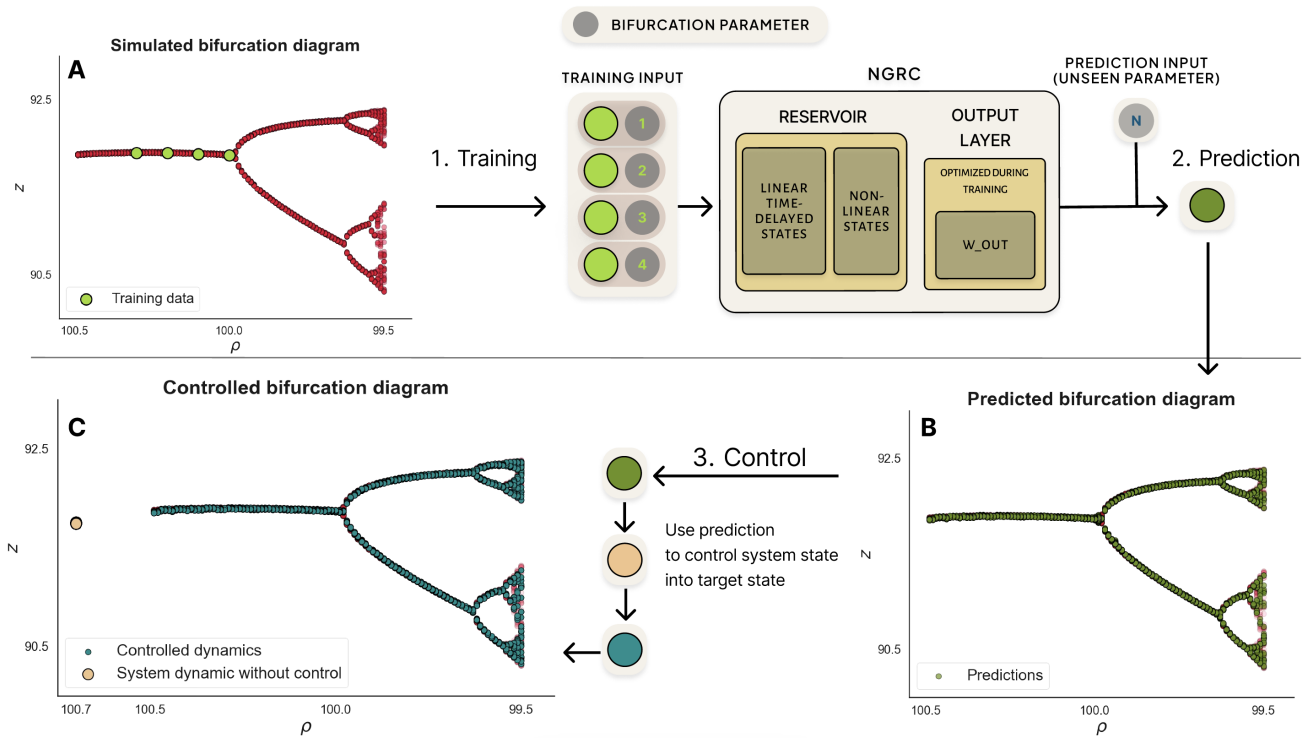 BIFURCATION PARAMETER
Simulated bifurcation diagram
A
92.5
z
90.5
Training data
100.5
100.0
99.5
ρ
1. Training
TRAINING INPUT
1
2
3
4
NGRC
RESERVOIR
LINEAR
TIME-
DELAYED
STATES
NON-
LINEAR
STATES
OUTPUT
LAYER
OPTIMIZED DURING
TRAINING
W_OUT
PREDICTION INPUT
(UNSEEN PARAMETER)
N
2. Prediction
Controlled bifurcation diagram
C
92.5
z
90.5
Controlled dynamics
System dynamic without control
100.7
100.5
100.0
99.5
ρ
3. Control
Use prediction
to control system state
into target state
Predicted bifurcation diagram
B
92.5
z
90.5
Predictions
100.5
100.0
99.5
ρ